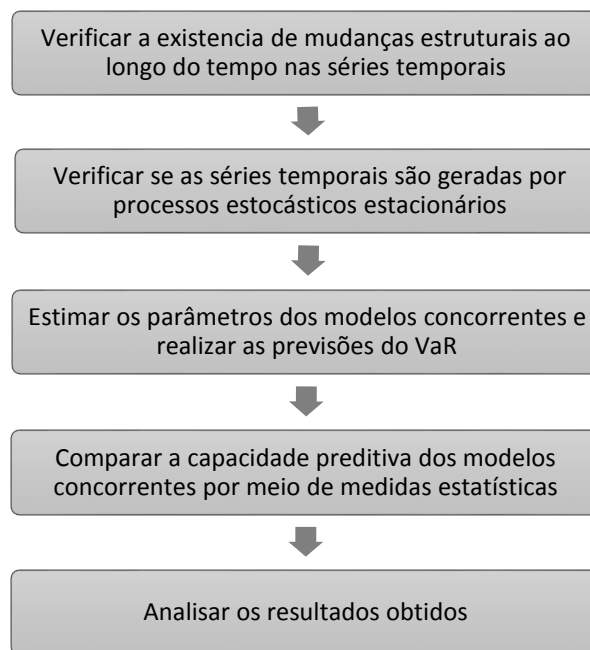 Verificar a existencia de mudanças estruturais ao
longo do tempo nas séries temporais
Verificar se as séries temporais são geradas por
processos estocásticos estacionários
Estimar os parâmetros dos modelos concorrentes e
realizar as previsões do VaR
Comparar a capacidade preditiva dos modelos
concorrentes por meio de medidas estatísticas
Analisar os resultados obtidos